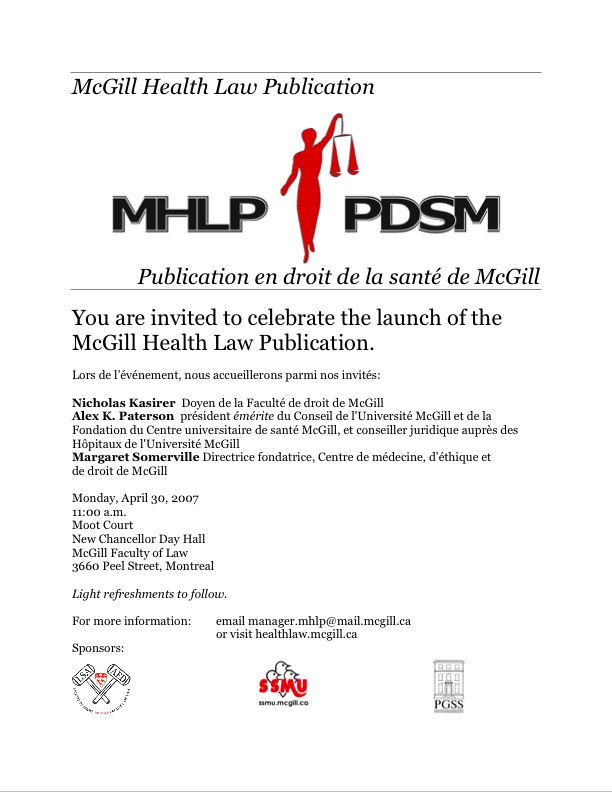 McGill Health Law Publication
MHLP PDSM
Publication en droit de la santé de McGill
You are invited to celebrate the launch of the
McGill Health Law Publication.
Lors de l'événement, nous accueillerons parmi nos invités:
Nicholas Kasirer Doyen de la Faculté de droit de McGill
Alex K. Paterson président émérite du Conseil de l'Université McGill et de la
Fondation du Centre universitaire de santé McGill, et conseiller juridique auprès des
Hôpitaux de l'Université McGill
Margaret Somerville Directrice fondatrice, Centre de médecine, d'éthique et
de droit de McGill
Monday, April 30, 2007
11:00 a.m.
Moot Court
New Chancellor Day Hall
McGill Faculty of Law
3660 Peel Street, Montreal
Light refreshments to follow.
For more information: email manager.mhlp@mail.mcgill.ca
or visit healthlaw.mcgill.ca
Sponsors:
LSA AED
SSMU
ssmu.mcgill.ca
PGSS